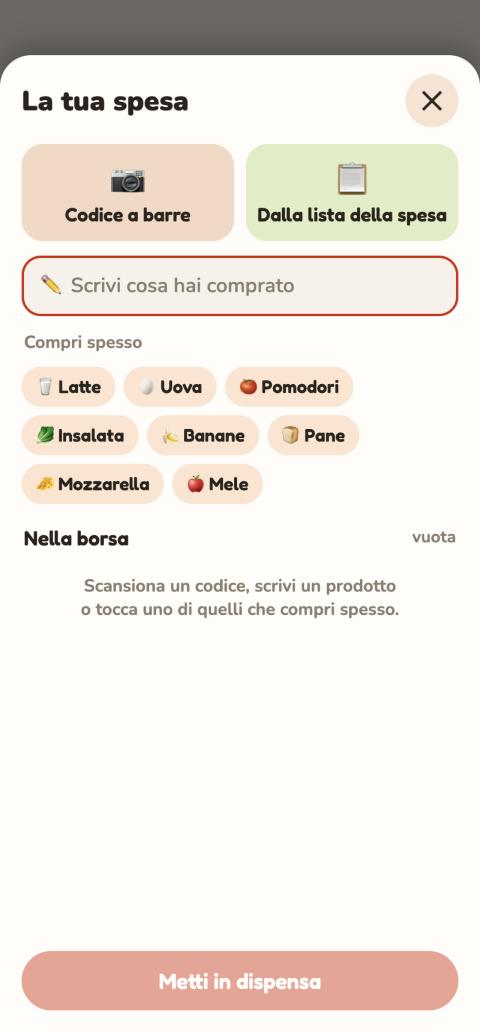 La tua spesa
Codice a barre
Dalla lista della spesa
Scrivi cosa hai comprato
Compri spesso
Latte
Uova
Pomodori
Insalata
Banane
Pane
Mozzarella
Mele
Nella borsa
vuota
Scansiona un codice, scrivi un prodotto
o tocca uno di quelli che compri spesso.
Metti in dispensa